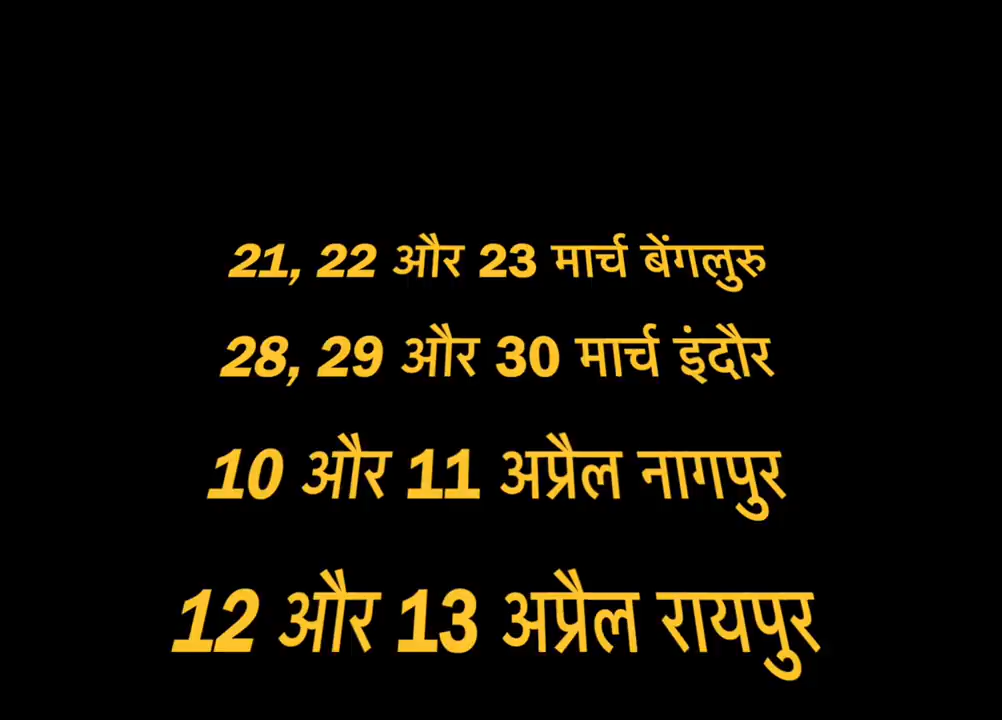 21, 22 और 23 मार्च बेंगलुरु
28, 29 और 30 मार्च इंदौर
10 और 11 अप्रैल नागपुर
12 और 13 अप्रैल रायपुर